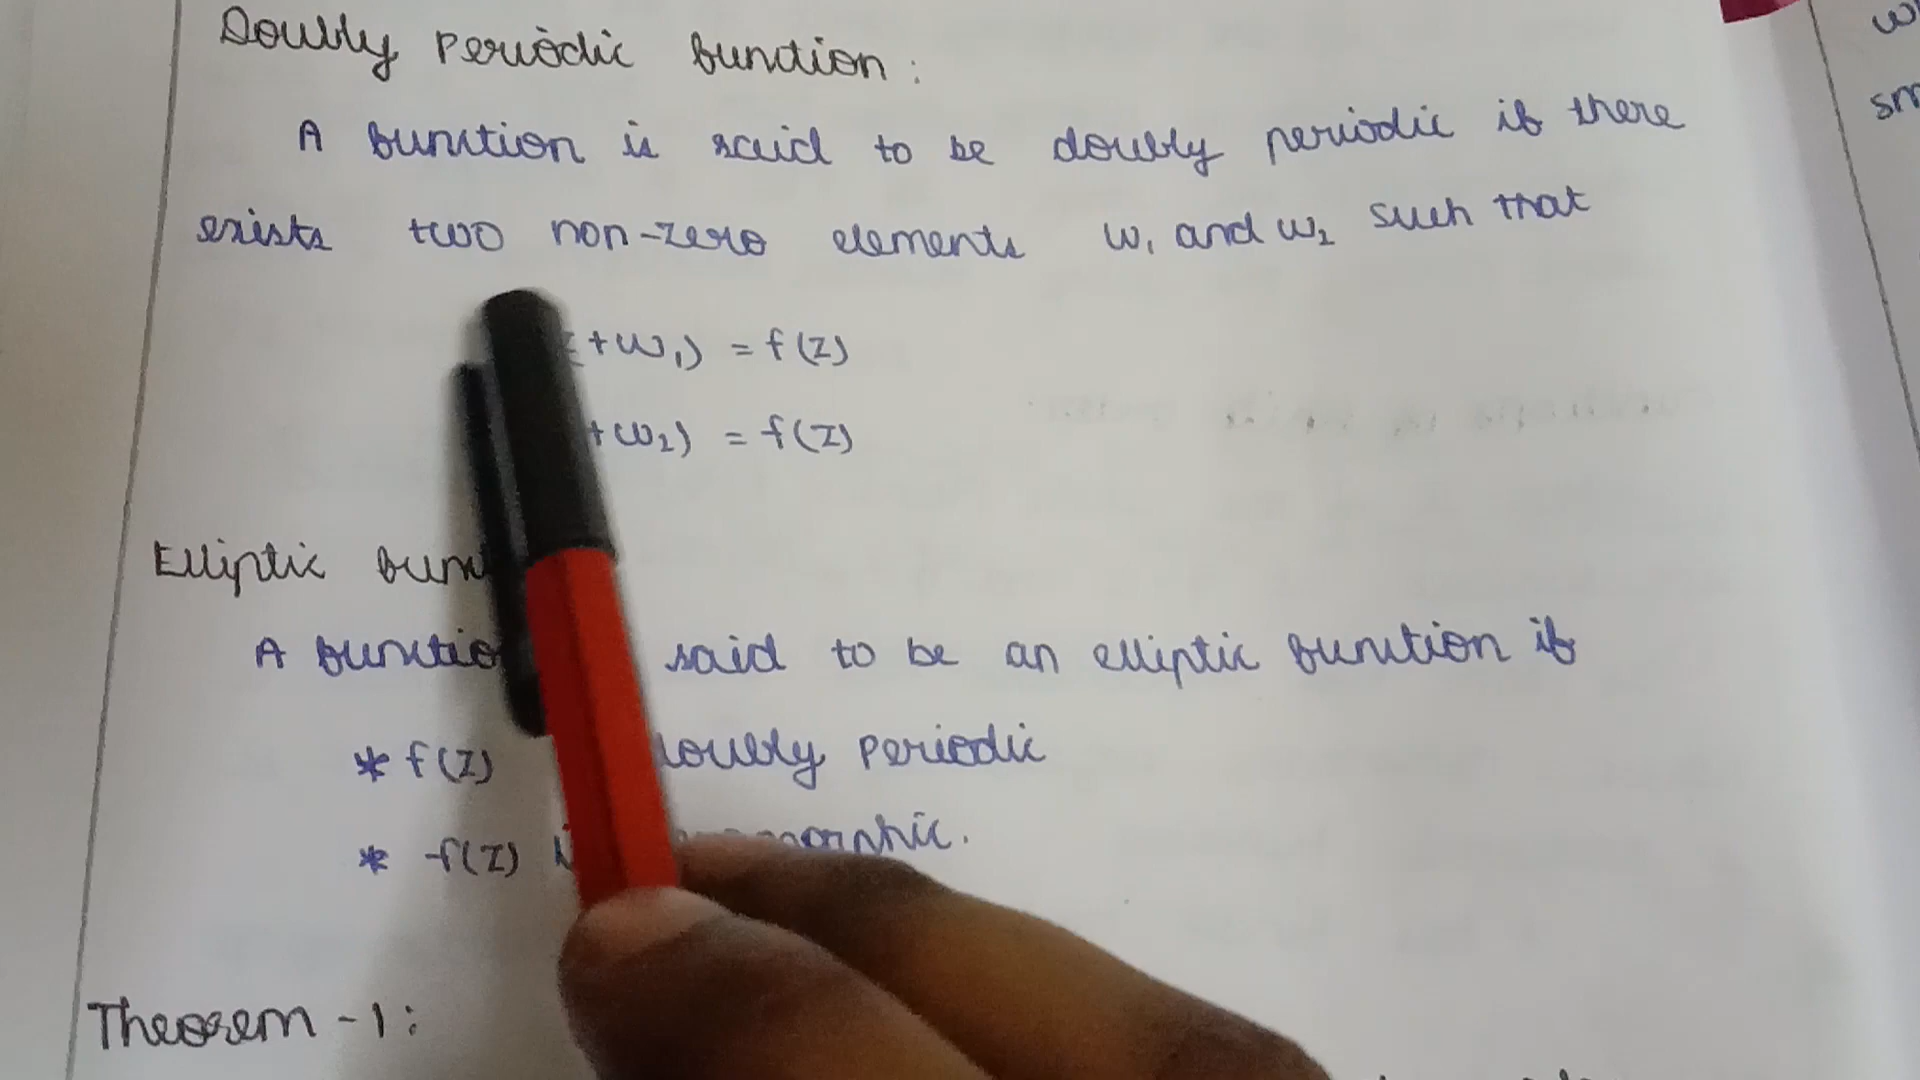 Doubly Periodic function:
A function is said to be doubly periodic if there
exists two non-zero elements w₁ and w₂ such that
+w₁) = f(z)
+w₂) = f(z)
Elliptic
A said to be an elliptic function if
* f(z) periodic
* f(z)
Theorem-1: